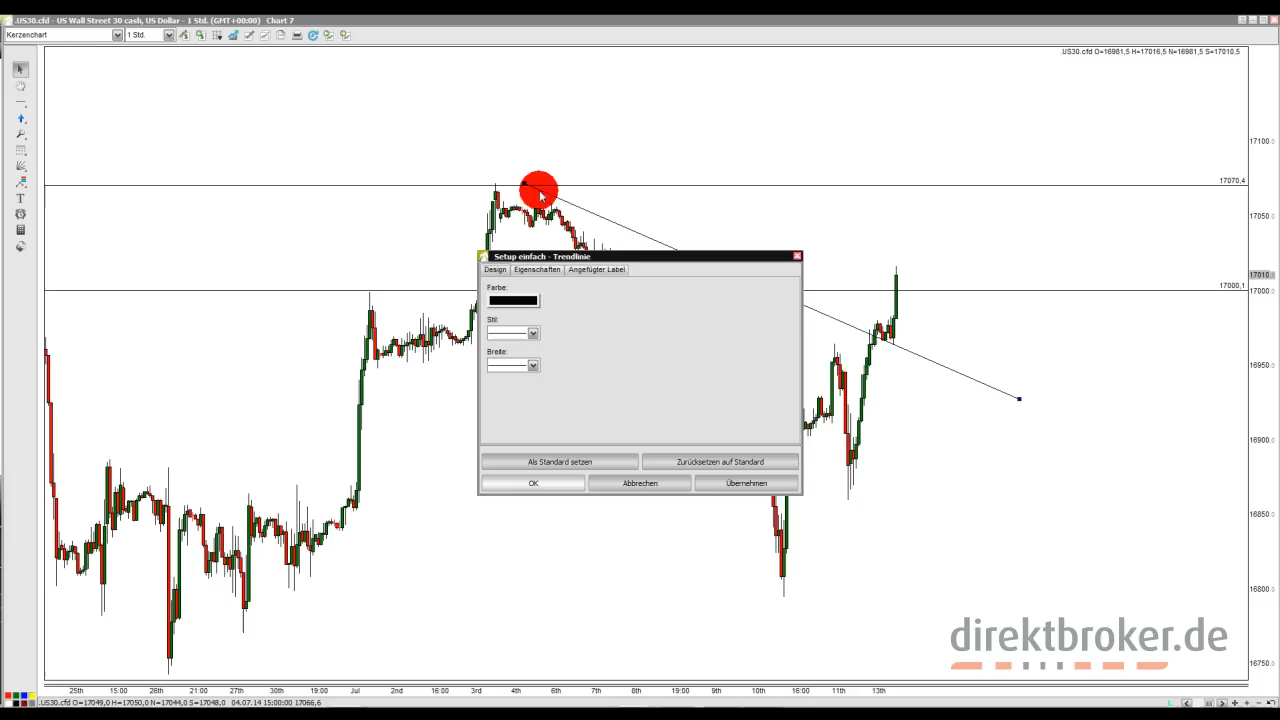 .US30.cfd - US Wall Street 30 cash, US Dollar - 1 Std. (GMT+00:00) Chart 7
Kerzenchart 1 Std.
.US30.cfd O=16981,5 H=17016,5 N=16981,5 S=17010,5
17100.0
17070,4
17050.0
17010.0
17000,1
17000.0
16950.0
16900.0
16850.0
16800.0
16750.0
Setup einfach - Trendlinie
Design Eigenschaften Angefügter Label
Farbe:
Stil:
Breite:
Als Standard setzen Zurücksetzen auf Standard
OK Abbrechen Übernehmen
T
direktbroker.de
25th 15:00 26th 21:00 27th 30th 19:00 Jul 2nd 16:00 3rd 4th 6th 7th 8th 19:00 9th 10th 16:00 11th 13th
.US30.cfd O=17049,0 H=17050,0 N=17044,0 S=17048,0 04.07.14 15:00:00 17066,6
L